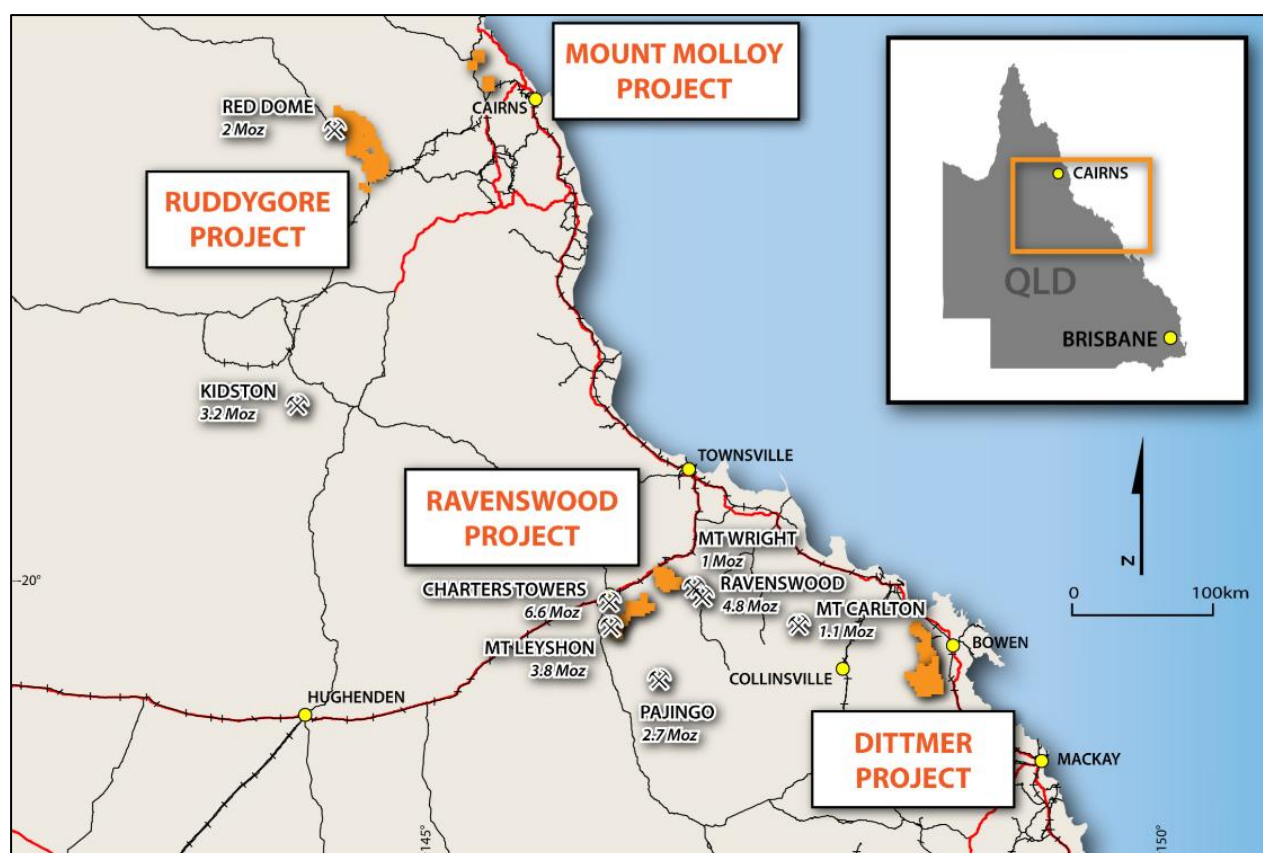 MOUNT MOLLOY
PROJECT
CAIRNS
RED DOME
2 Moz
RUDDYGORE
PROJECT
CAIRNS
QLD
BRISBANE
KIDSTON
3.2 Moz
TOWNSVILLE
RAVENSWOOD
PROJECT
MT WRIGHT
1 Moz
N
-20°
CHARTERS TOWERS
6.6 Moz
RAVENSWOOD
4.8 Moz
MT CARLTON
1.1 Moz
0
100km
MT LEYSHON
3.8 Moz
BOWEN
COLLINSVILLE
PAJINGO
2.7 Moz
HUGHENDEN
DITTMER
PROJECT
MACKAY
145°
150°